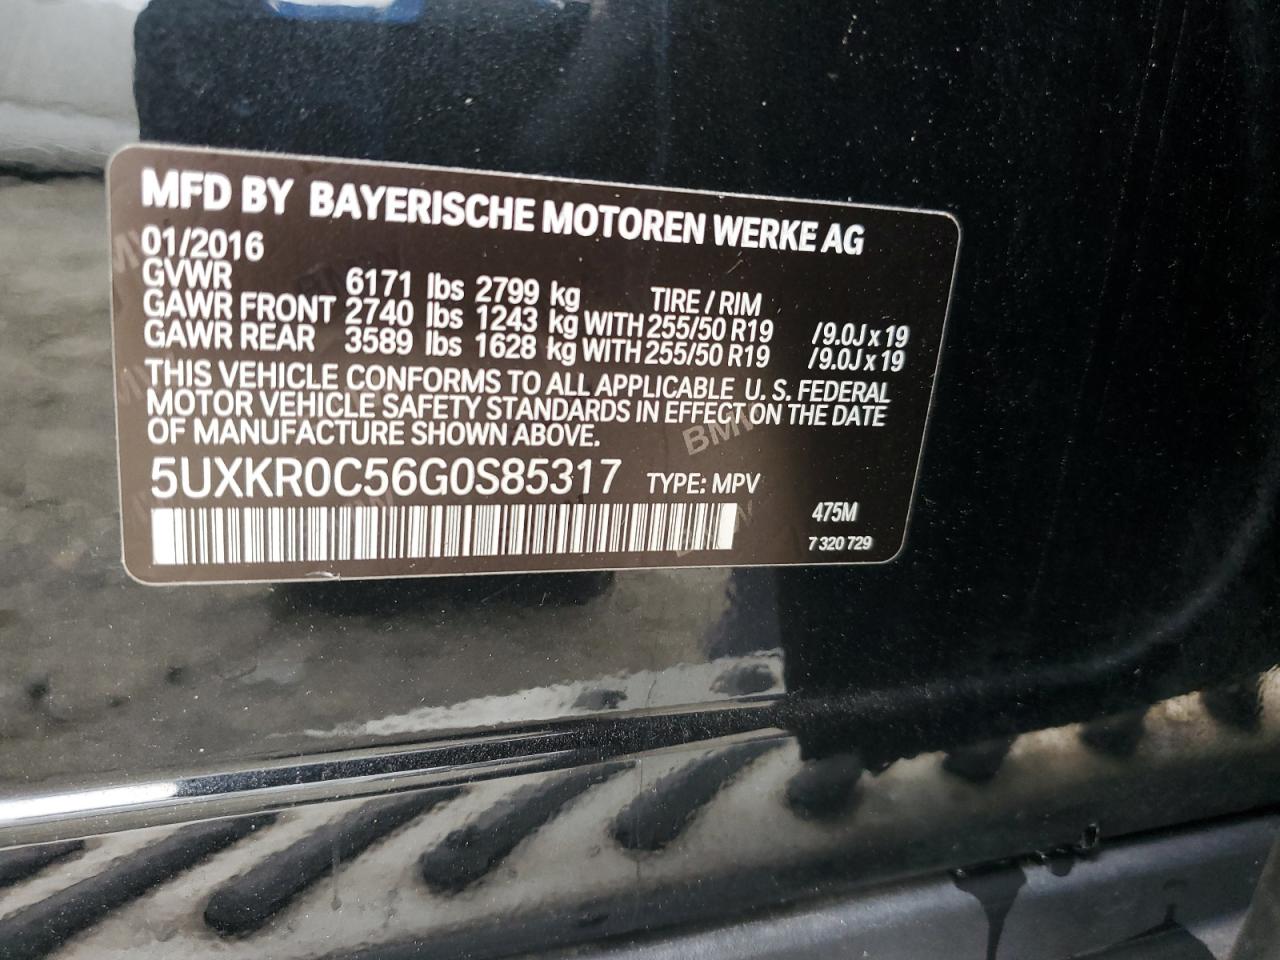 MFD BY BAYERISCHE MOTOREN WERKE AG
01/2016
GVWR 6171 lbs 2799 kg TIRE / RIM
GAWR FRONT 2740 lbs 1243 kg WITH 255/50 R19 /9.0J x 19
GAWR REAR 3589 lbs 1628 kg WITH 255/50 R19 /9.0J x 19
THIS VEHICLE CONFORMS TO ALL APPLICABLE U. S. FEDERAL
MOTOR VEHICLE SAFETY STANDARDS IN EFFECT ON THE DATE
OF MANUFACTURE SHOWN ABOVE.
BMW
5UXKR0C56G0S85317 TYPE: MPV
475M
7 320 729